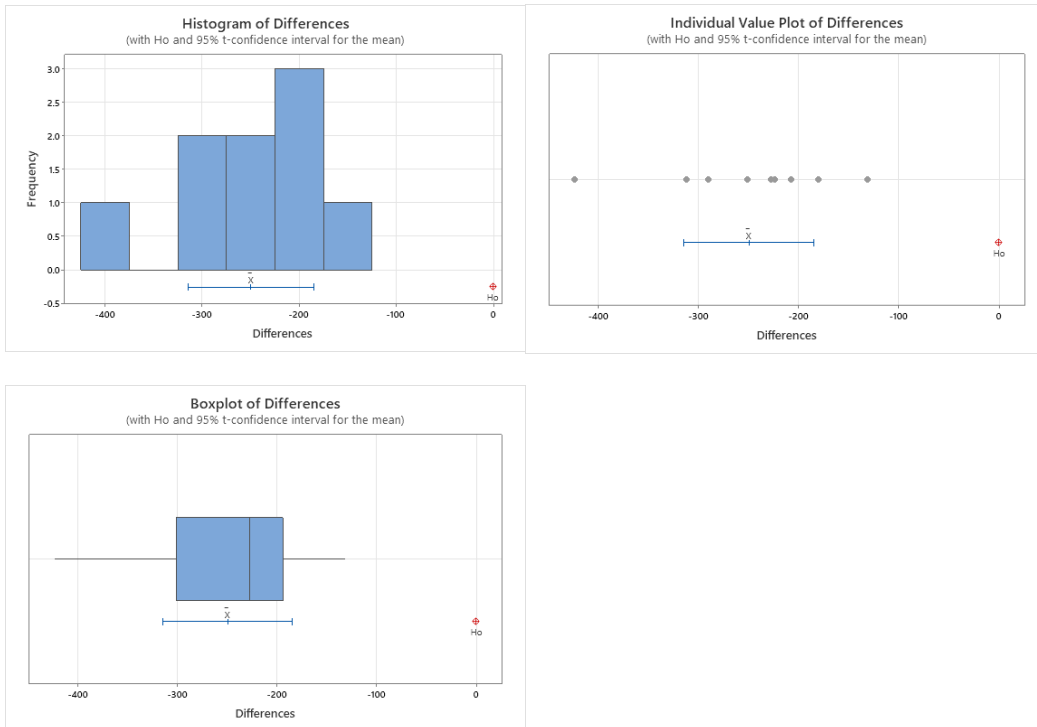 Histogram of Differences
(with Ho and 95% t-confidence interval for the mean)
3.0
2.5
2.0
1.5
1.0
0.5
0.0
-0.5
Frequency
X̄
Ho
-400 -300 -200 -100 0
Differences
Individual Value Plot of Differences
(with Ho and 95% t-confidence interval for the mean)
X̄
Ho
-400 -300 -200 -100 0
Differences
Boxplot of Differences
(with Ho and 95% t-confidence interval for the mean)
X̄
Ho
-400 -300 -200 -100 0
Differences